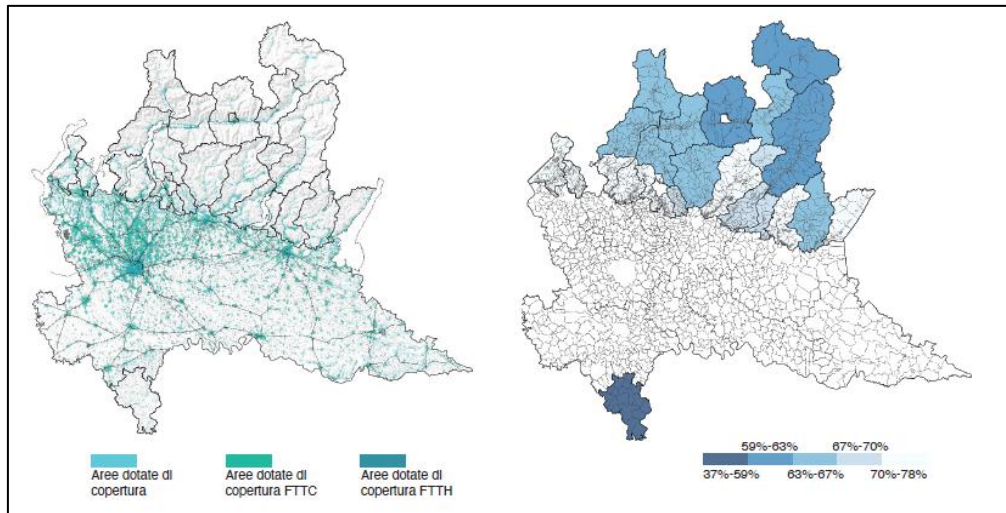 Aree dotate di
copertura
Aree dotate di
copertura FTTC
Aree dotate di
copertura FTTH
59%-63% 67%-70%
37%-59% 63%-67% 70%-78%